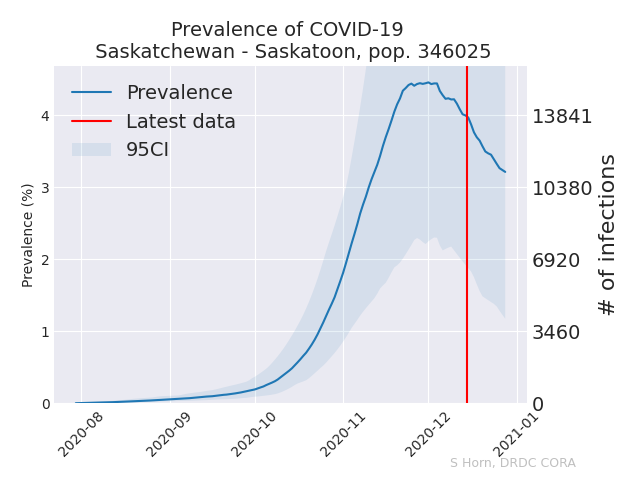 Prevalence of COVID-19
Saskatchewan - Saskatoon, pop. 346025
Prevalence
Latest data
95CI
Prevalence (%)
4
3
2
1
0
13841
10380
6920
3460
0
# of infections
2020-08
2020-09
2020-10
2020-11
2020-12
2021-01
S Horn, DRDC CORA